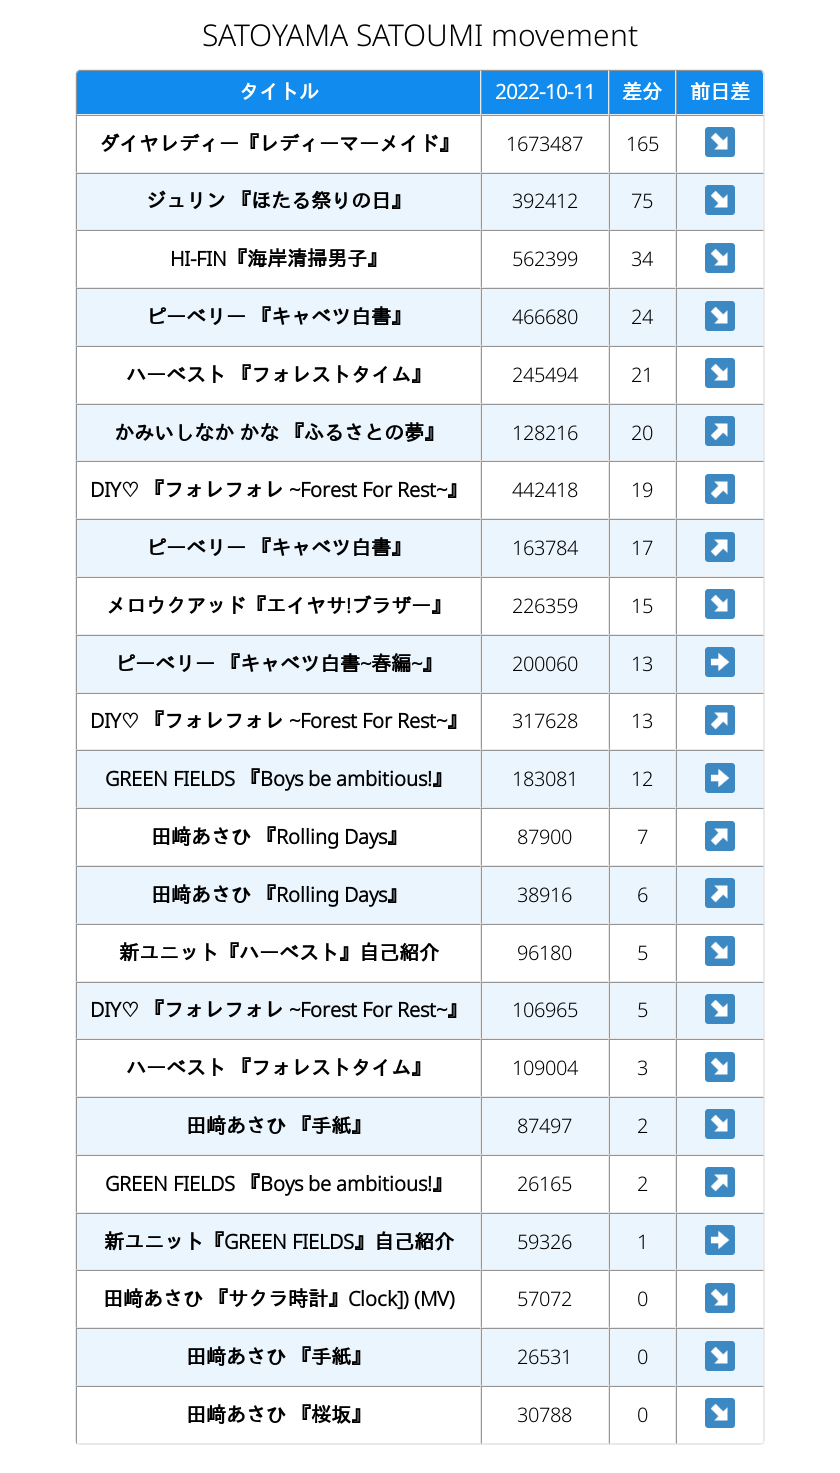 SATOYAMA SATOUMI movement
タイトル 2022-10-11 差分 前日差
ダイヤレディー『レディーマーメイド』 1673487 165 ↘
ジュリン 『ほたる祭りの日』 392412 75 ↘
HI-FIN『海岸清掃男子』 562399 34 ↘
ピーベリー 『キャベツ白書』 466680 24 ↘
ハーベスト 『フォレストタイム』 245494 21 ↘
かみいしなか かな 『ふるさとの夢』 128216 20 ↗
DIY♡ 『フォレフォレ ~Forest For Rest~』 442418 19 ↗
ピーベリー 『キャベツ白書』 163784 17 ↗
メロウクアッド『エイヤサ!ブラザー』 226359 15 ↘
ピーベリー 『キャベツ白書~春編~』 200060 13 ➡
DIY♡ 『フォレフォレ ~Forest For Rest~』 317628 13 ↗
GREEN FIELDS 『Boys be ambitious!』 183081 12 ➡
田﨑あさひ 『Rolling Days』 87900 7 ↗
田﨑あさひ 『Rolling Days』 38916 6 ↗
新ユニット『ハーベスト』自己紹介 96180 5 ↘
DIY♡ 『フォレフォレ ~Forest For Rest~』 106965 5 ↘
ハーベスト 『フォレストタイム』 109004 3 ↘
田﨑あさひ 『手紙』 87497 2 ↘
GREEN FIELDS 『Boys be ambitious!』 26165 2 ↗
新ユニット『GREEN FIELDS』自己紹介 59326 1 ➡
田﨑あさひ 『サクラ時計』Clock]) (MV) 57072 0 ↘
田﨑あさひ 『手紙』 26531 0 ↘
田﨑あさひ 『桜坂』 30788 0 ↘